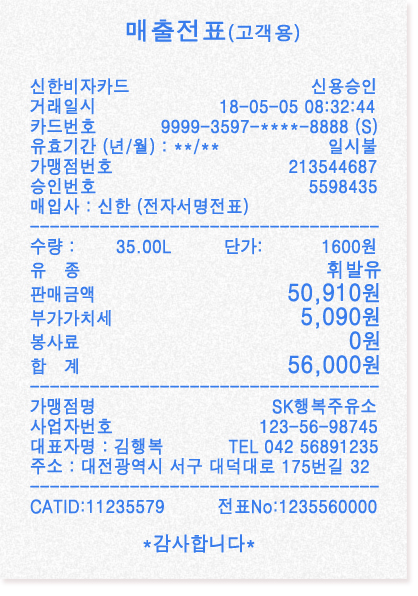 매출전표(고객용)
신한비자카드 신용승인
거래일시 18-05-05 08:32:44
카드번호 9999-3597-****-8888 (S)
유효기간 (년/월) : **/** 일시불
가맹점번호 213544687
승인번호 5598435
매입사 : 신한 (전자서명전표)
수량 : 35.00L 단가: 1600원
유 종 휘발유
판매금액 50,910원
부가가치세 5,090원
봉사료 0원
합 계 56,000원
가맹점명 SK행복주유소
사업자번호 123-56-98745
대표자명 : 김행복 TEL 042 56891235
주소 : 대전광역시 서구 대덕대로 175번길 32
CATID:11235579 전표No:1235560000
*감사합니다*